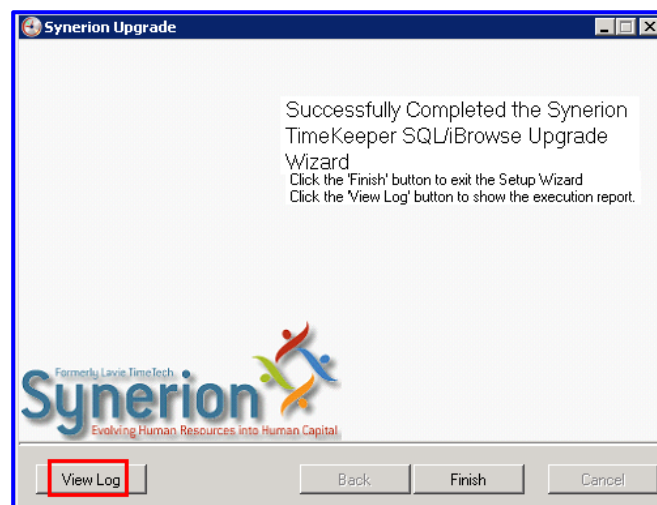 Synerion Upgrade
Successfully Completed the Synerion
TimeKeeper SQL/iBrowse Upgrade
Wizard
Click the 'Finish' button to exit the Setup Wizard
Click the 'View Log' button to show the execution report.
Formerly Lavie TimeTech
Synerion
Evolving Human Resources into Human Capital
View Log
Back
Finish
Cancel